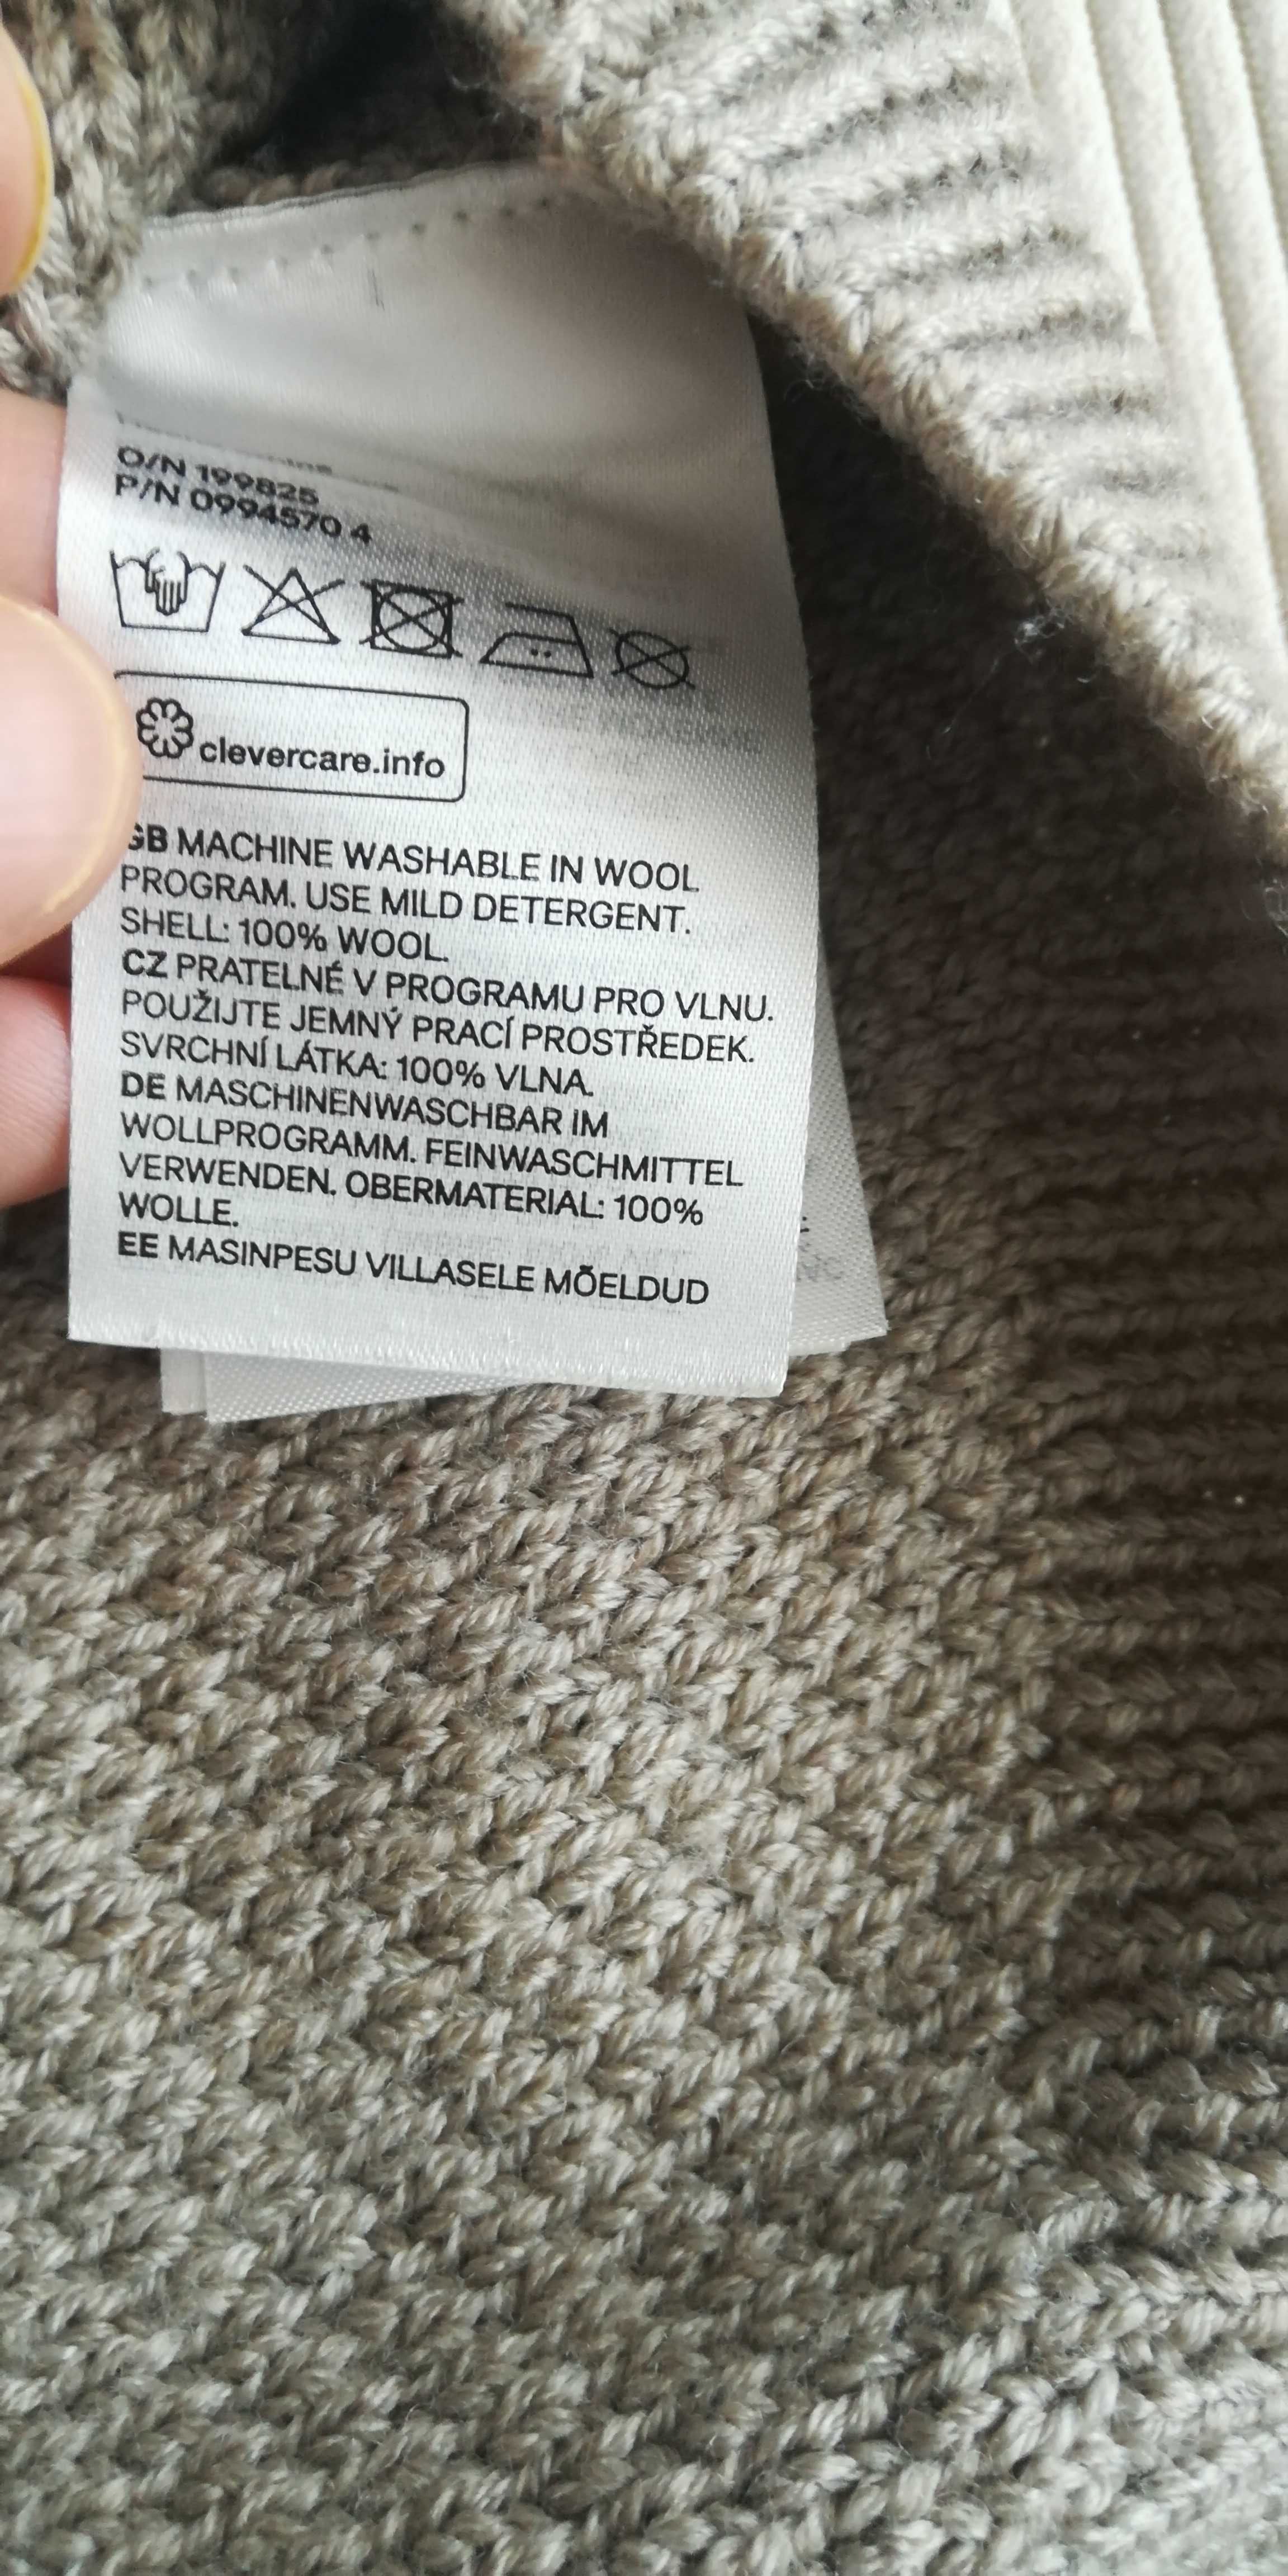 O/N 199825
P/N 0994570 4
clevercare.info
GB MACHINE WASHABLE IN WOOL
PROGRAM. USE MILD DETERGENT.
SHELL: 100% WOOL.
CZ PRATELNÉ V PROGRAMU PRO VLNU.
POUŽIJTE JEMNÝ PRACÍ PROSTŘEDEK.
SVRCHNÍ LÁTKA: 100% VLNA.
DE MASCHINENWASCHBAR IM
WOLLPROGRAMM. FEINWASCHMITTEL
VERWENDEN. OBERMATERIAL: 100%
WOLLE.
EE MASINPESU VILLASELE MÕELDUD